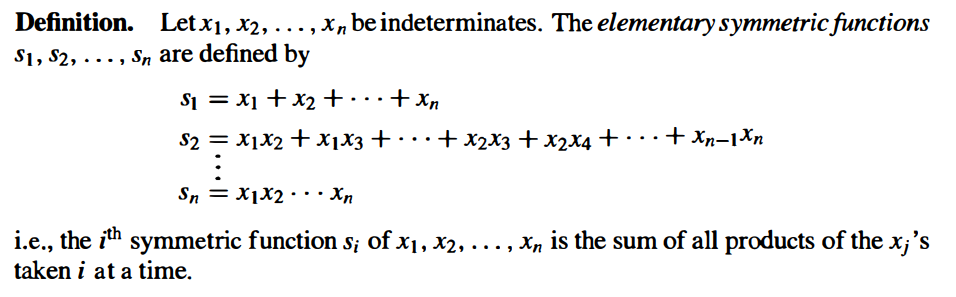 Definition. Let x₁, x₂, . . . , xₙ be indeterminates. The elementary symmetric functions
s₁, s₂, . . . , sₙ are defined by
s₁ = x₁ + x₂ + · · · + xₙ
s₂ = x₁x₂ + x₁x₃ + · · · + x₂x₃ + x₂x₄ + · · · + xₙ₋₁xₙ
⋮
sₙ = x₁x₂ · · · xₙ
i.e., the iᵗʰ symmetric function sᵢ of x₁, x₂, . . . , xₙ is the sum of all products of the xⱼ's
taken i at a time.